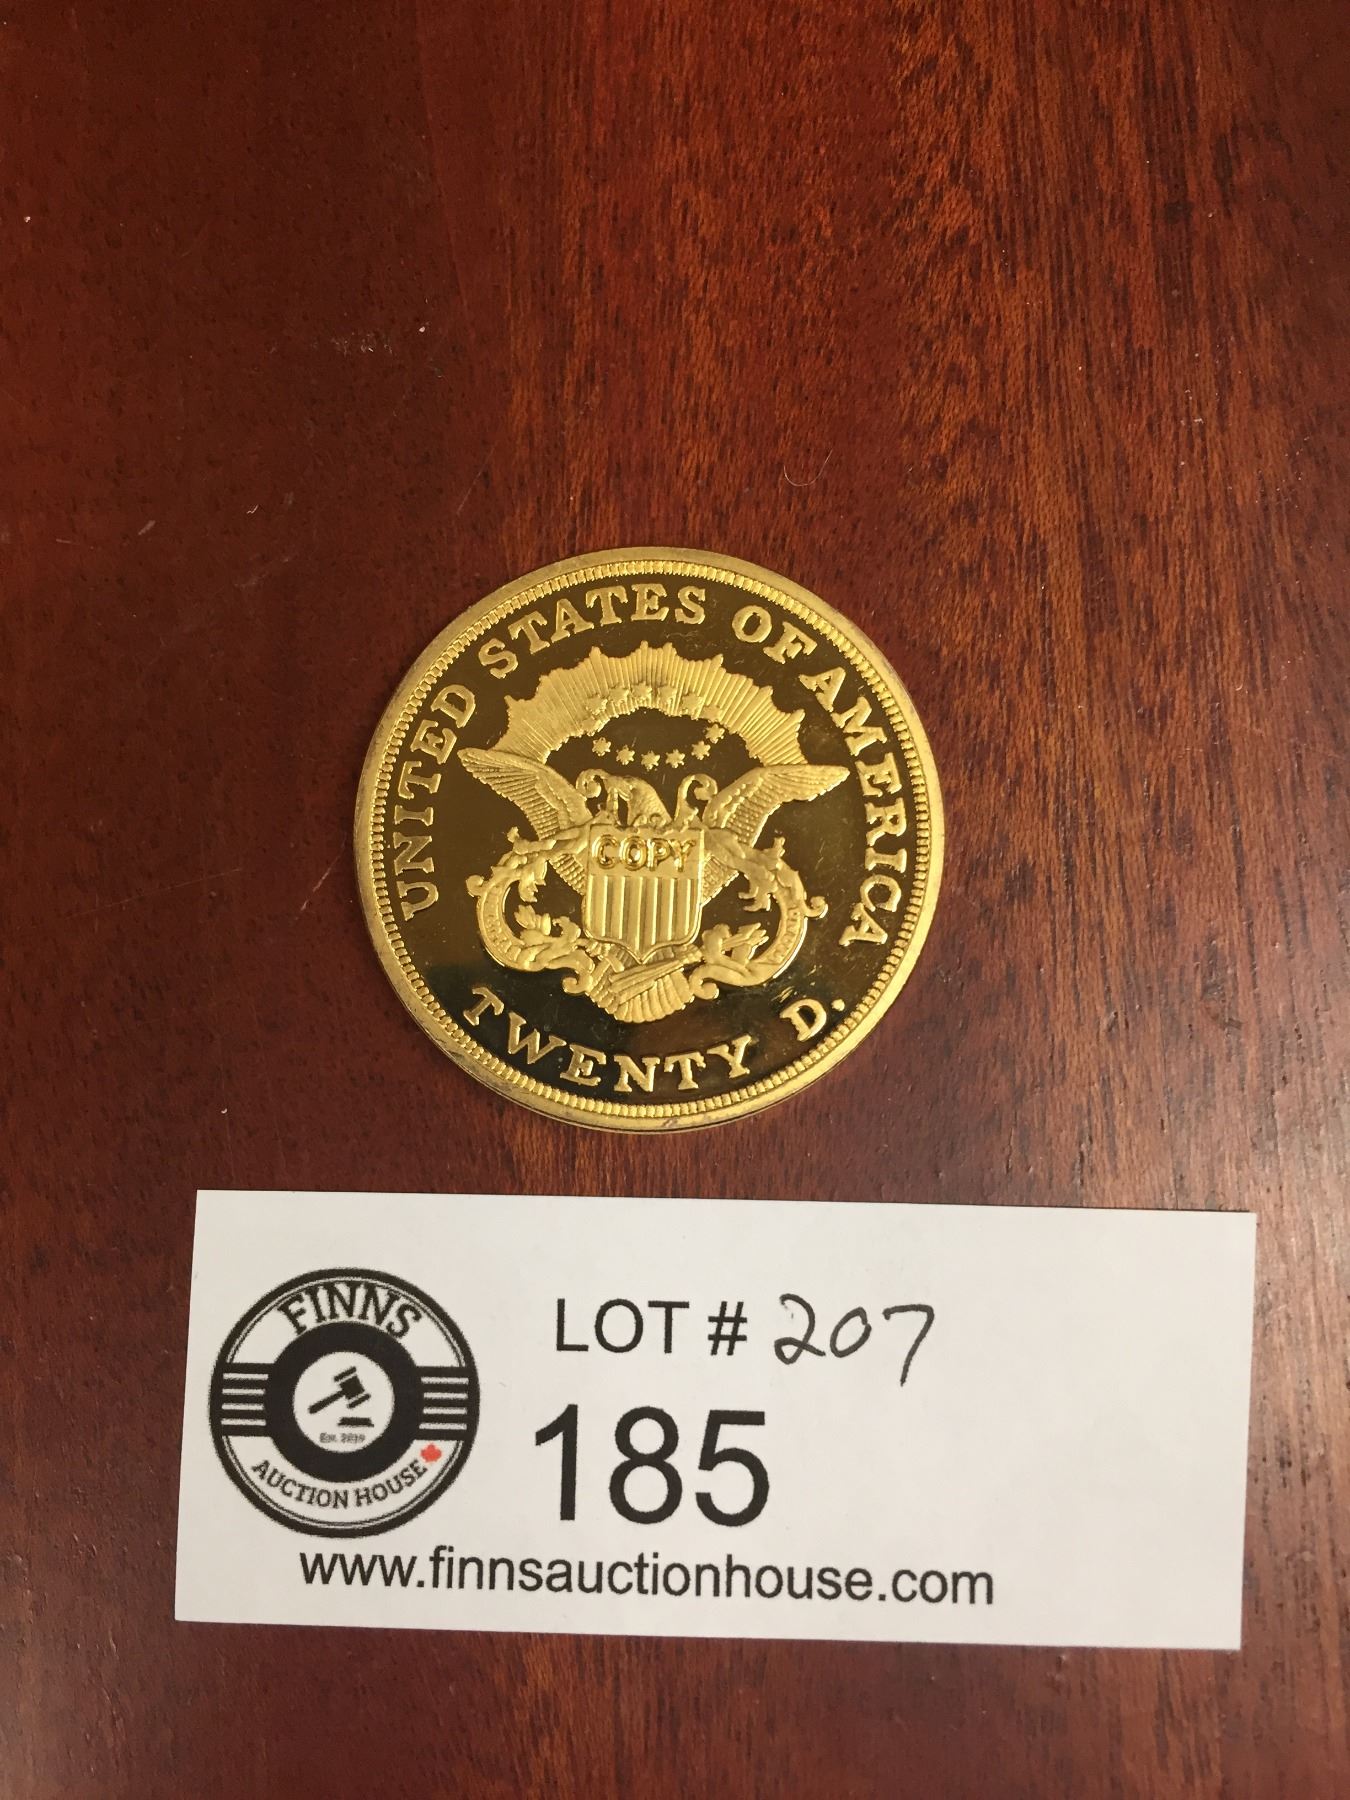 UNITED STATES OF AMERICA
COPY
TWENTY D.
FINNS
AUCTION HOUSE
LOT # 207
185
www.finnsauctionhouse.com